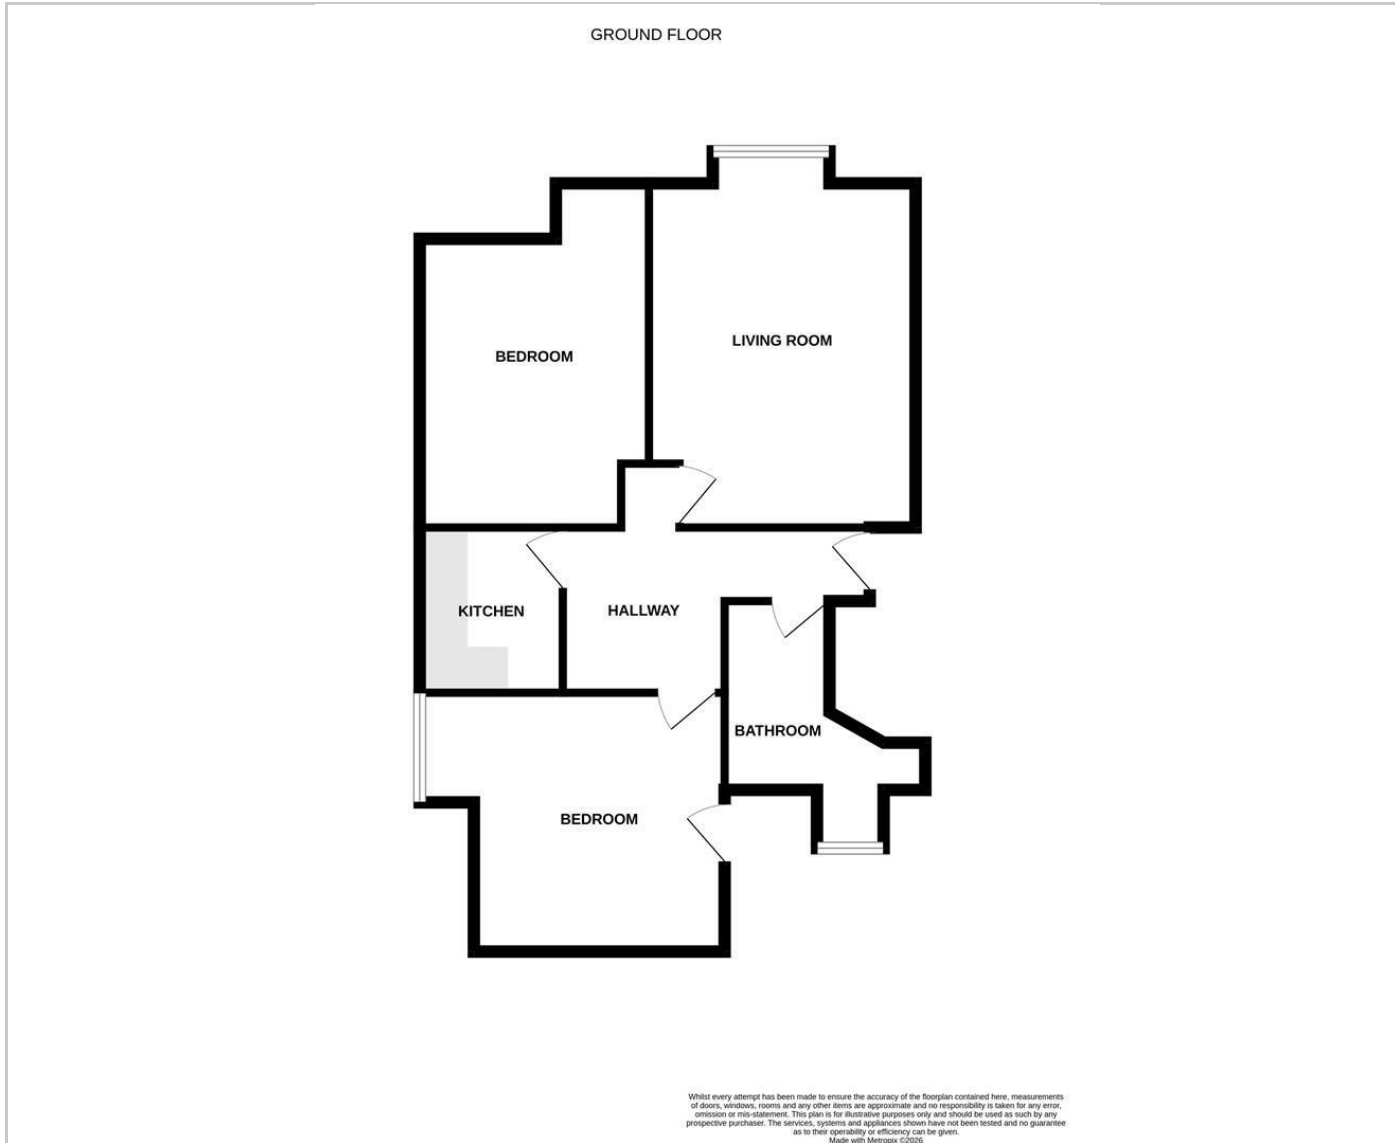 GROUND FLOOR
LIVING ROOM
BEDROOM
KITCHEN
HALLWAY
BATHROOM
BEDROOM
Whilst every attempt has been made to ensure the accuracy of the floorplan contained here, measurements
of doors, windows, rooms and any other items are approximate and no responsibility is taken for any error,
omission or mis-statement. This plan is for illustrative purposes only and should be used as such by any
prospective purchaser. The services, systems and appliances shown have not been tested and no guarantee
as to their operability or efficiency can be given.
Made with Metropix ©2026